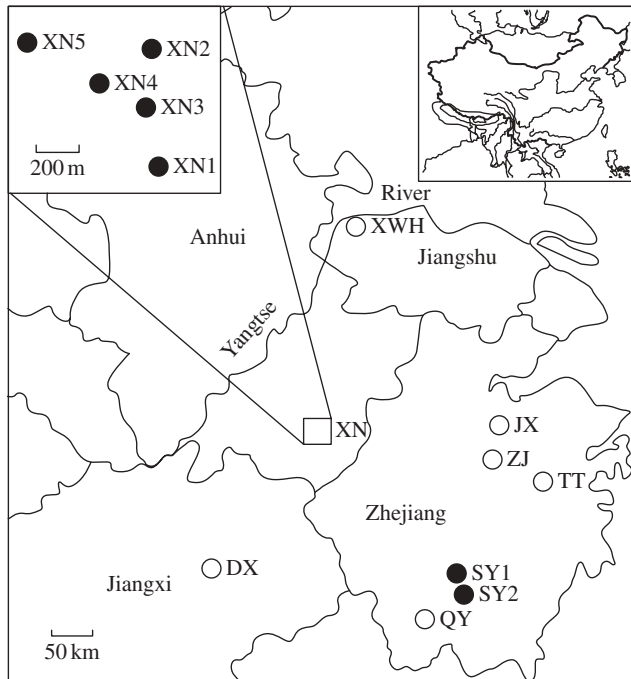 XN5
XN2
XN4
XN3
200 m
XN1
River
XWH
Anhui
Jiangshu
Yangtse
XN
JX
ZJ
TT
Zhejiang
DX
SY1
Jiangxi
SY2
QY
50 km